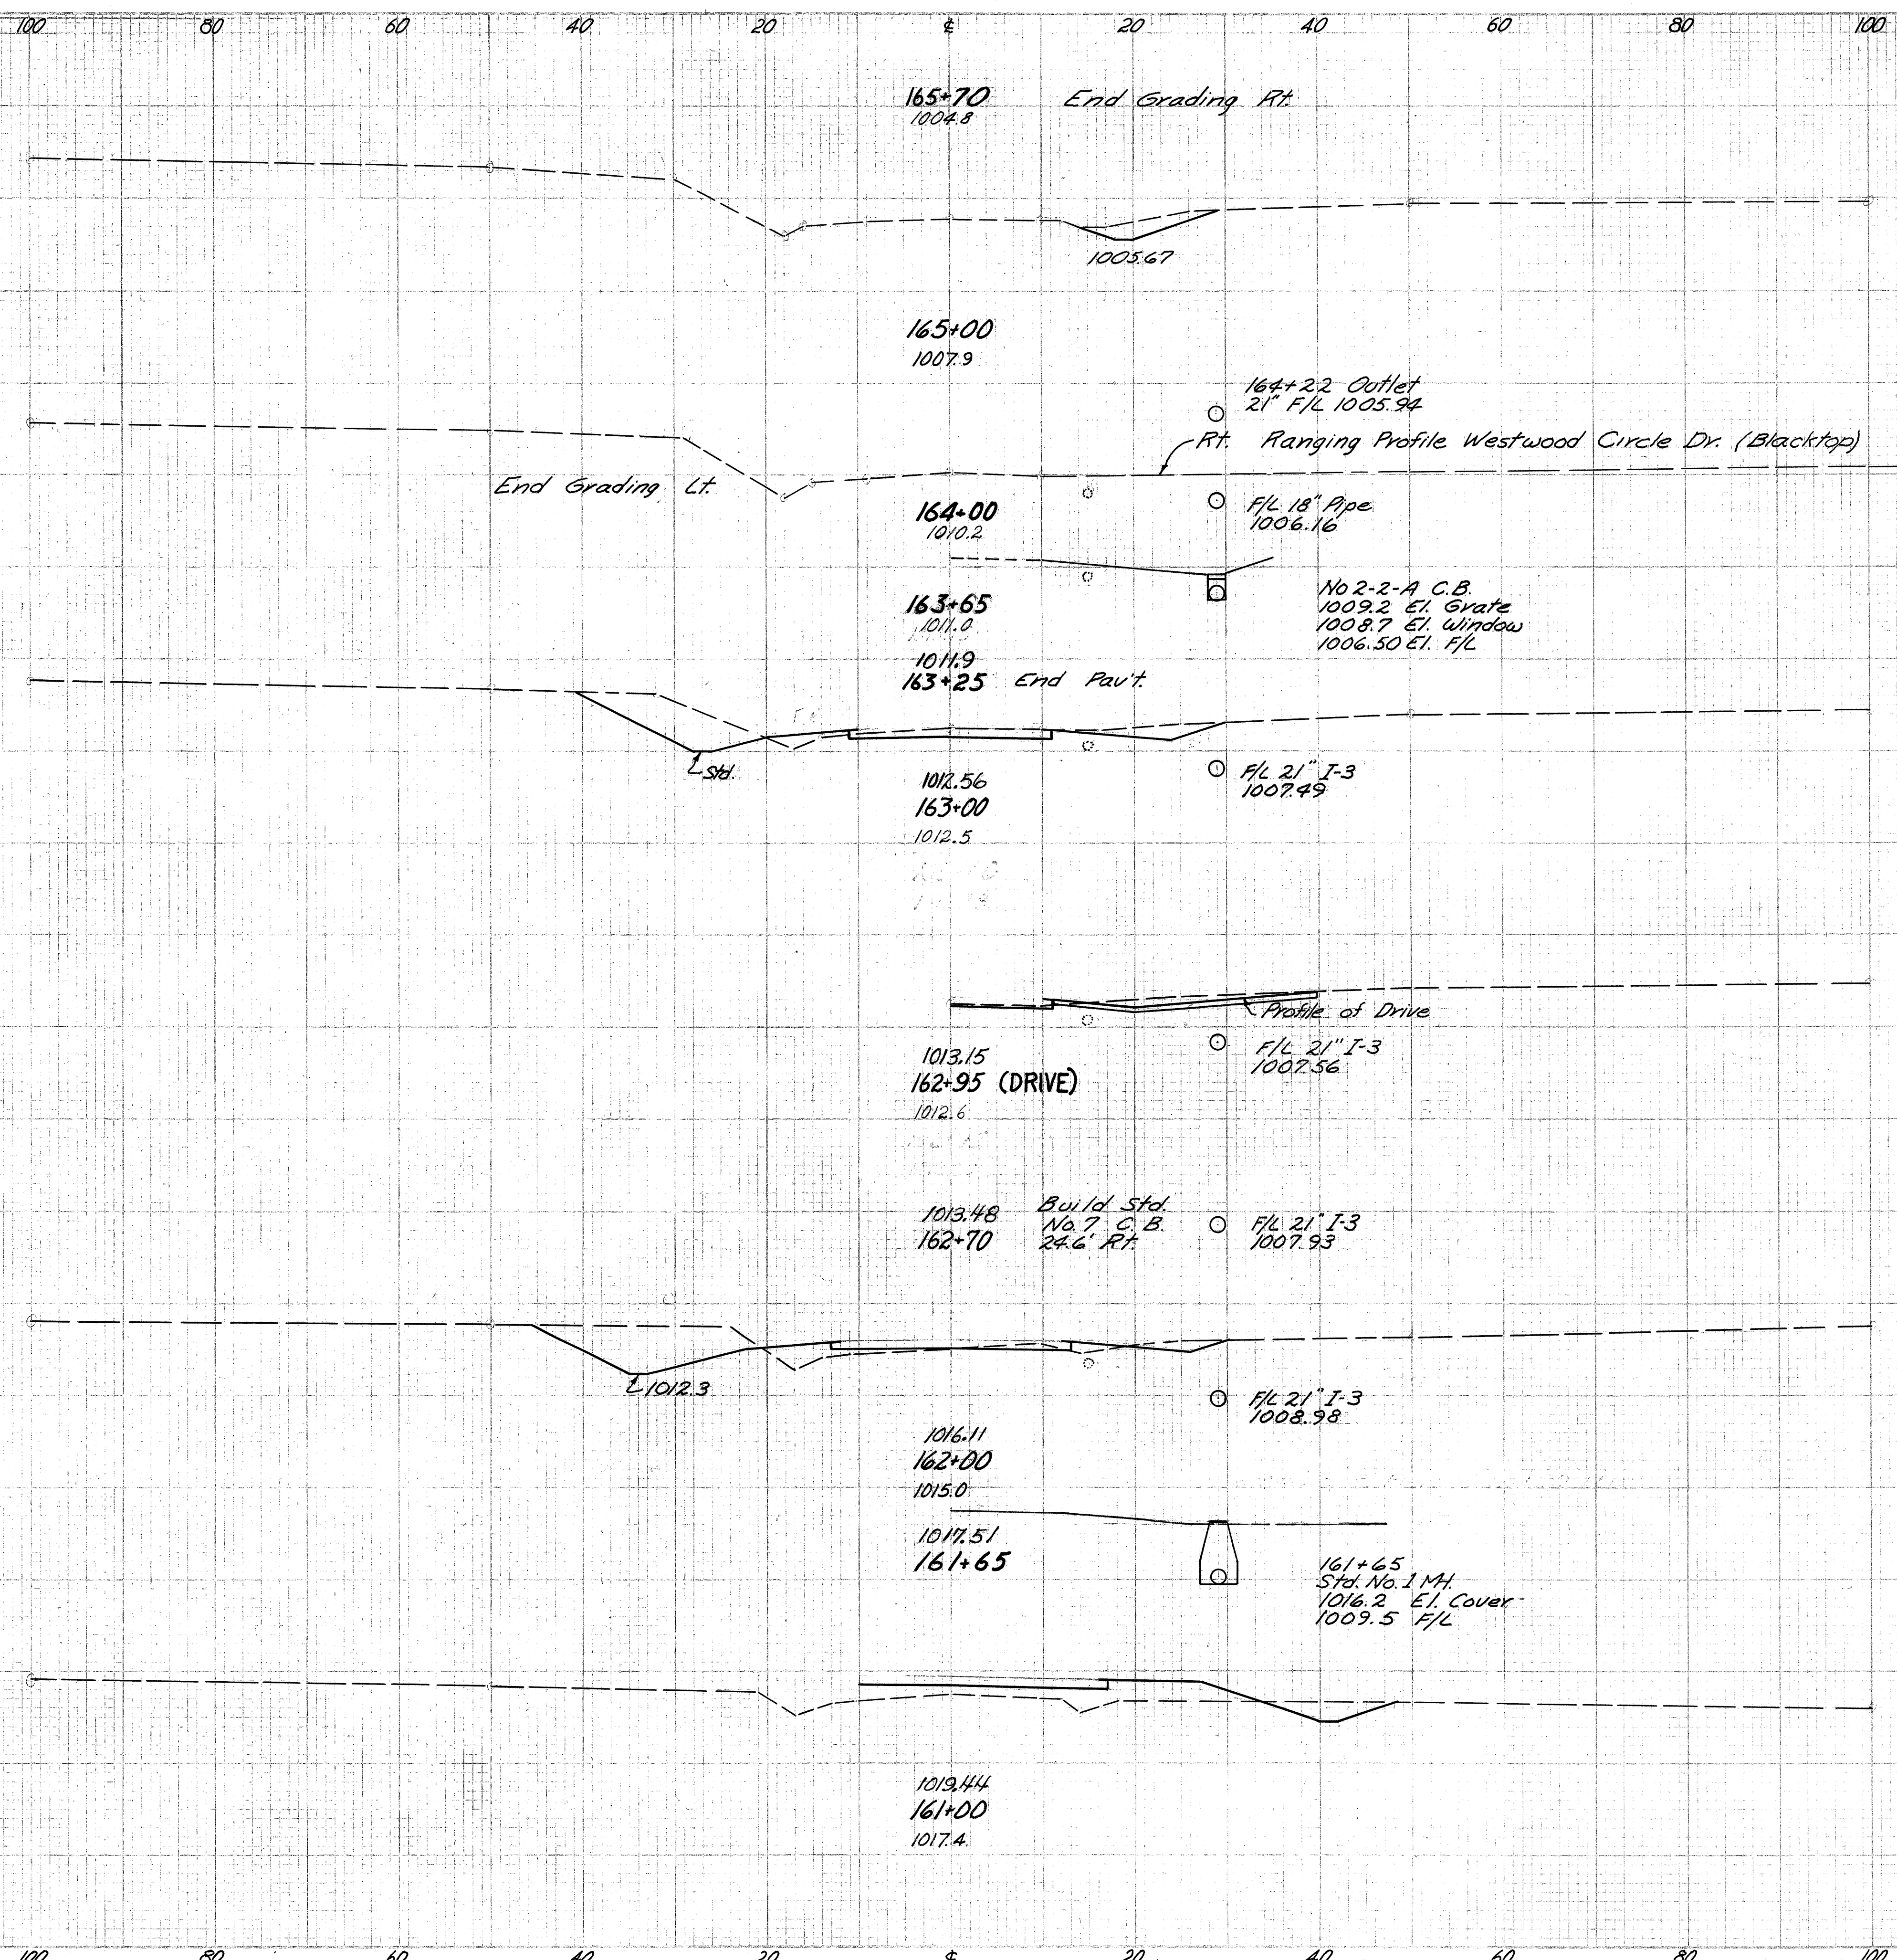 100 80 60 40 20 ℄ 20 40 60 80 100
165+70 End Grading Rt.
1004.8
1005.67
165+00
1007.9
164+22 Outlet
21" F/L 1005.94
Rt. Ranging Profile Westwood Circle Dr. (Blacktop)
End Grading Lt.
F/L 18" Pipe
1006.16
164+00
1010.2
No 2-2-A C.B.
1009.2 El. Grate
1008.7 El. Window
1006.50 El. F/L
163+65
1011.0
1011.9
163+25 End Pav't.
Std.
F/L 21" I-3
1007.49
1012.56
163+00
1012.5
Profile of Drive
F/L 21" I-3
1007.56
1013.15
162+95 (DRIVE)
1012.6
1013.48
162+70
Build Std.
No. 7 C.B.
24.6' Rt.
F/L 21" I-3
1007.93
1012.3
F/L 21" I-3
1008.98
1016.11
162+00
1015.0
1017.51
161+65
161+65
Std. No. 1 MH.
1016.2 El. Cover
1009.5 F/L
1019.44
161+00
1017.4
100 80 60 40 20 ℄ 20 40 60 80 100